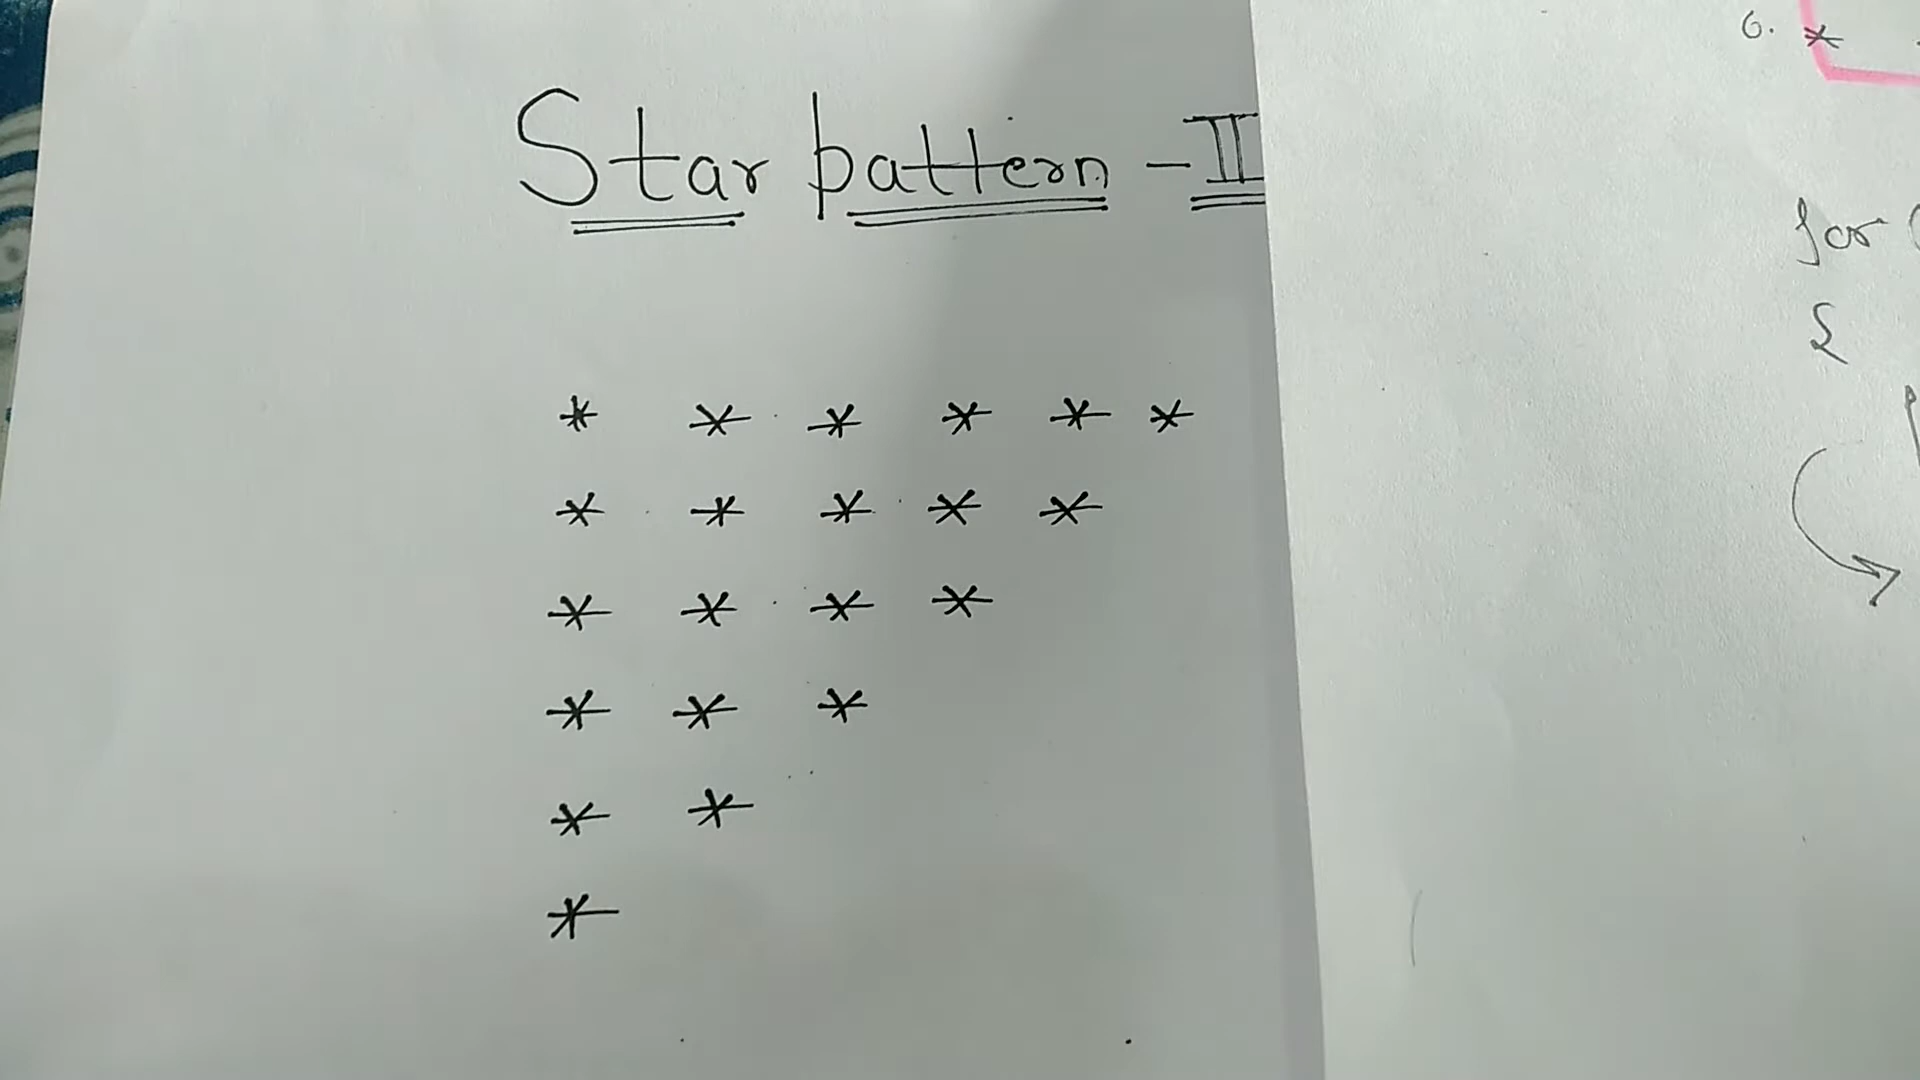 Star pattern - II
* * * * * *
* * * * *
* * * *
* * *
* *
*
6. *
for